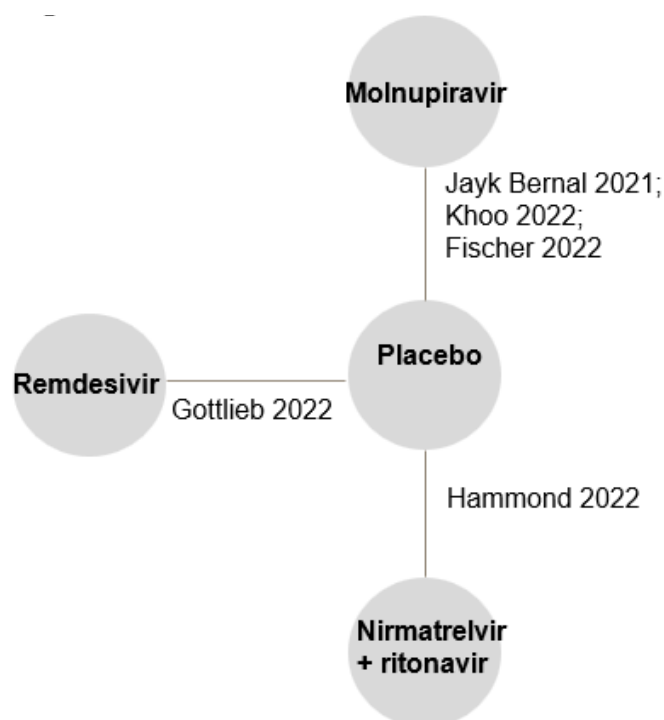 Molnupiravir
Jayk Bernal 2021;
Khoo 2022;
Fischer 2022
Placebo
Remdesivir
Gottlieb 2022
Hammond 2022
Nirmatrelvir
+ ritonavir